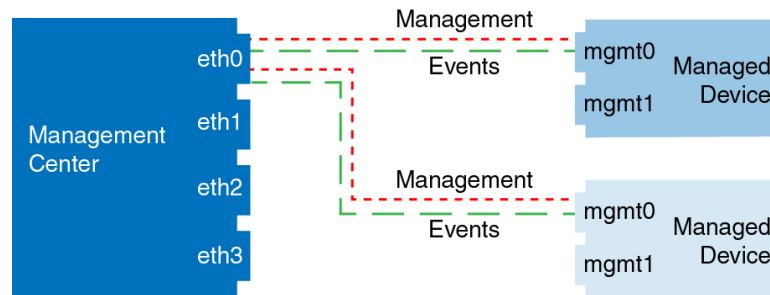 Management
Events
eth0
eth1
eth2
eth3
Management
Center
mgmt0
mgmt1
Managed
Device
Management
Events
mgmt0
mgmt1
Managed
Device